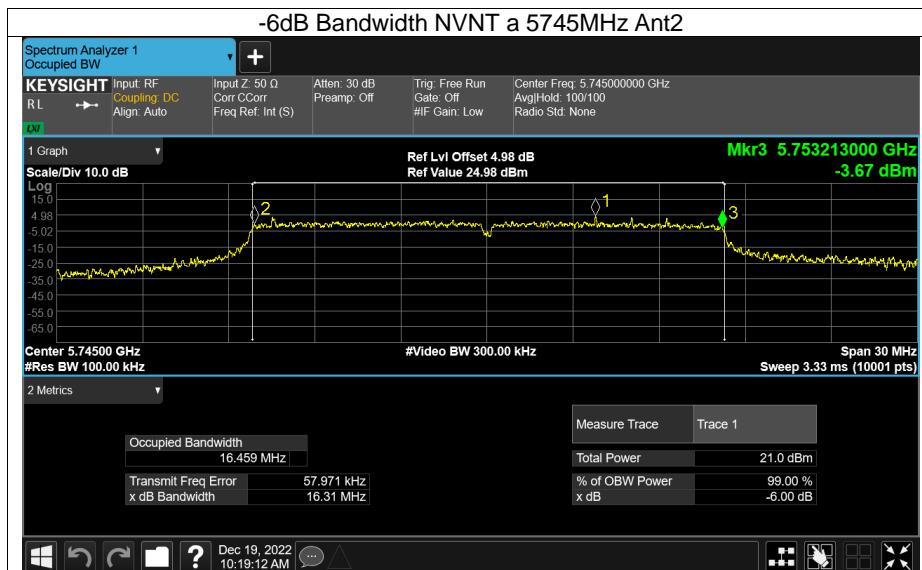 -6dB Bandwidth NVNT a 5745MHz Ant2
Spectrum Analyzer 1
Occupied BW
+
KEYSIGHT Input: RF Input Z: 50 Ω Atten: 30 dB Trig: Free Run Center Freq: 5.745000000 GHz
RL Coupling: DC Corr CCorr Preamp: Off Gate: Off Avg|Hold: 100/100
Align: Auto Freq Ref: Int (S) #IF Gain: Low Radio Std: None
LXI
1 Graph Ref Lvl Offset 4.98 dB Mkr3 5.753213000 GHz
Scale/Div 10.0 dB Ref Value 24.98 dBm -3.67 dBm
Log
15.0
4.98
-5.02
-15.0
-25.0
-35.0
-45.0
-55.0
-65.0
2
1
3
Center 5.74500 GHz #Video BW 300.00 kHz Span 30 MHz
#Res BW 100.00 kHz Sweep 3.33 ms (10001 pts)
2 Metrics
Measure Trace Trace 1
Occupied Bandwidth
16.459 MHz Total Power 21.0 dBm
Transmit Freq Error 57.971 kHz % of OBW Power 99.00 %
x dB Bandwidth 16.31 MHz x dB -6.00 dB
? Dec 19, 2022
10:19:12 AM